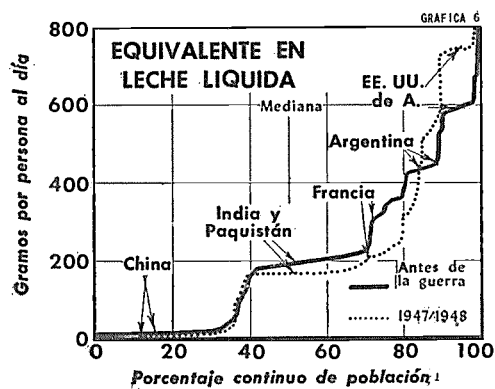 GRAFICA 6
EQUIVALENTE EN
LECHE LIQUIDA
Gramos por persona al día
800
600
400
200
0
Mediana
EE. UU.
de A.
Argentina
Francia
India y
Paquistán
China
Antes de
la guerra
1947/1948
0 20 40 60 80 100
Porcentaje continuo de población¹